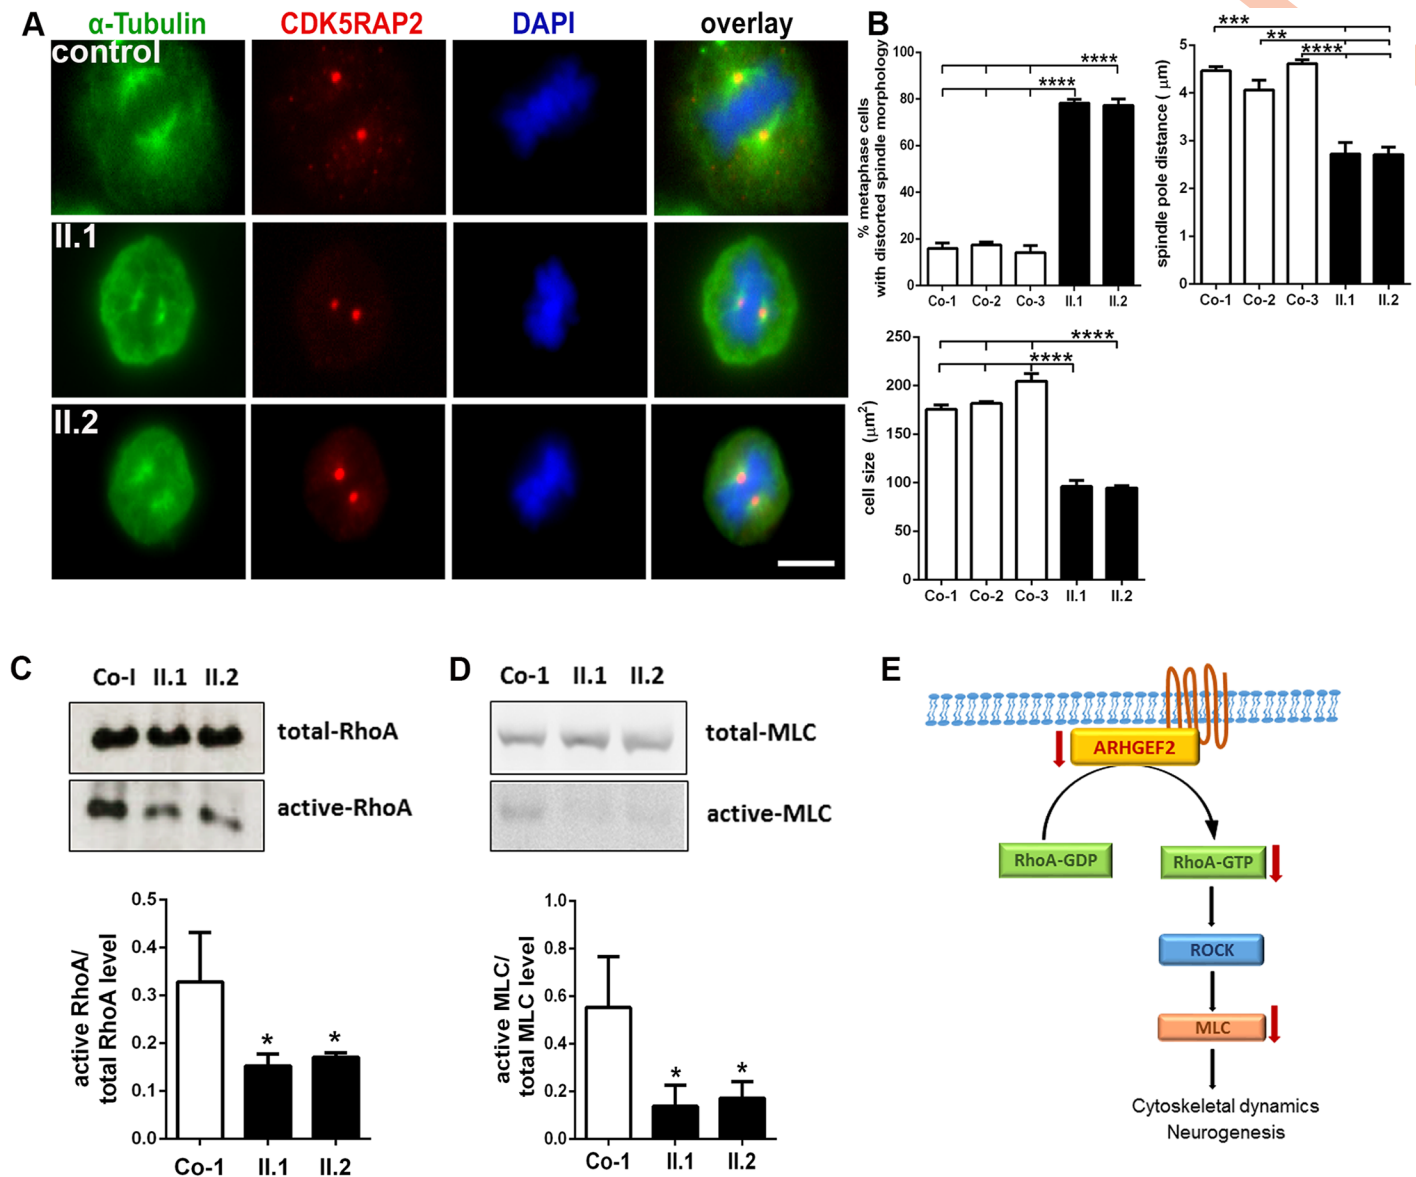 A
α-Tubulin
CDK5RAP2
DAPI
overlay
control
II.1
II.2
B
% metaphase cells
with distorted spindle morphology
100
80
60
40
20
0
****
****
Co-1 Co-2 Co-3 II.1 II.2
spindle pole distance ( μm)
5
4
3
2
1
0
***
**
****
Co-1 Co-2 Co-3 II.1 II.2
cell size (μm²)
250
200
150
100
50
0
****
****
Co-1 Co-2 Co-3 II.1 II.2
C
Co-I II.1 II.2
total-RhoA
active-RhoA
active RhoA/
total RhoA level
0.5
0.4
0.3
0.2
0.1
0.0
* *
Co-1 II.1 II.2
D
Co-1 II.1 II.2
total-MLC
active-MLC
active MLC/
total MLC level
1.0
0.8
0.6
0.4
0.2
0.0
* *
Co-1 II.1 II.2
E
ARHGEF2
RhoA-GDP
RhoA-GTP
ROCK
MLC
Cytoskeletal dynamics
Neurogenesis